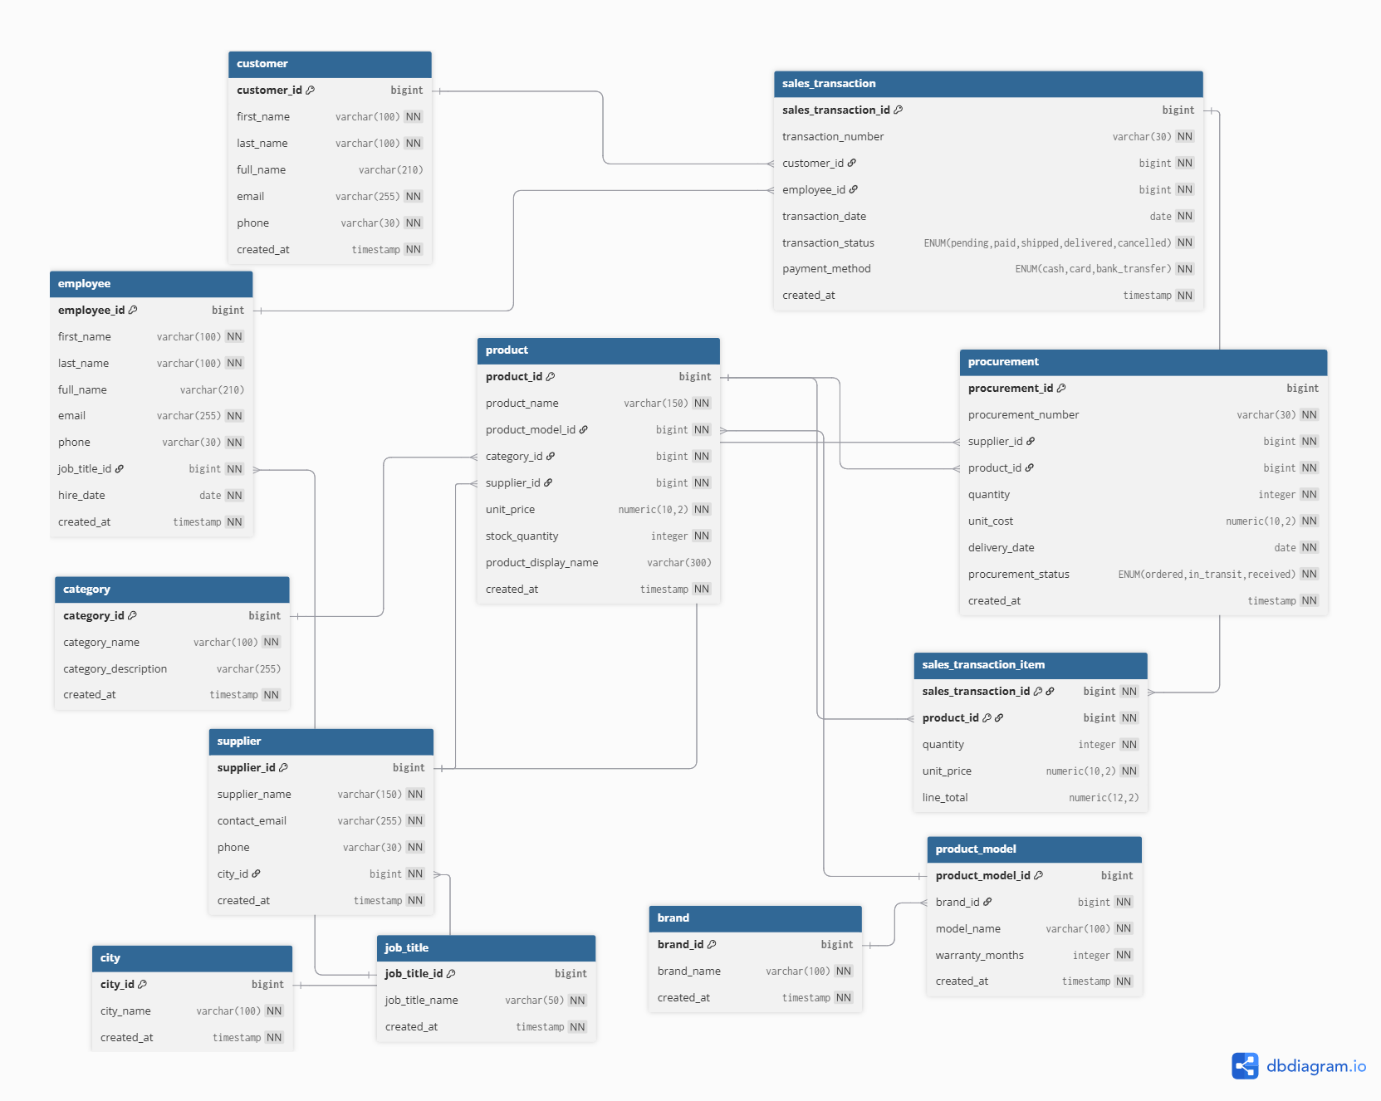 customer
customer_id bigint
first_name varchar(100) NN
last_name varchar(100) NN
full_name varchar(210)
email varchar(255) NN
phone varchar(30) NN
created_at timestamp NN
sales_transaction
sales_transaction_id bigint
transaction_number varchar(30) NN
customer_id bigint NN
employee_id bigint NN
transaction_date date NN
transaction_status ENUM(pending,paid,shipped,delivered,cancelled) NN
payment_method ENUM(cash,card,bank_transfer) NN
created_at timestamp NN
employee
employee_id bigint
first_name varchar(100) NN
last_name varchar(100) NN
full_name varchar(210)
email varchar(255) NN
phone varchar(30) NN
job_title_id bigint NN
hire_date date NN
created_at timestamp NN
product
product_id bigint
product_name varchar(150) NN
product_model_id bigint NN
category_id bigint NN
supplier_id bigint NN
unit_price numeric(10,2) NN
stock_quantity integer NN
product_display_name varchar(300)
created_at timestamp NN
procurement
procurement_id bigint
procurement_number varchar(30) NN
supplier_id bigint NN
product_id bigint NN
quantity integer NN
unit_cost numeric(10,2) NN
delivery_date date NN
procurement_status ENUM(ordered,in_transit,received) NN
created_at timestamp NN
category
category_id bigint
category_name varchar(100) NN
category_description varchar(255)
created_at timestamp NN
sales_transaction_item
sales_transaction_id bigint NN
product_id bigint NN
quantity integer NN
unit_price numeric(10,2) NN
line_total numeric(12,2)
supplier
supplier_id bigint
supplier_name varchar(150) NN
contact_email varchar(255) NN
phone varchar(30) NN
city_id bigint NN
created_at timestamp NN
product_model
product_model_id bigint
brand_id bigint NN
model_name varchar(100) NN
warranty_months integer NN
created_at timestamp NN
brand
brand_id bigint
brand_name varchar(100) NN
created_at timestamp NN
city
city_id bigint
city_name varchar(100) NN
created_at timestamp NN
job_title
job_title_id bigint
job_title_name varchar(50) NN
created_at timestamp NN
dbdiagram.io